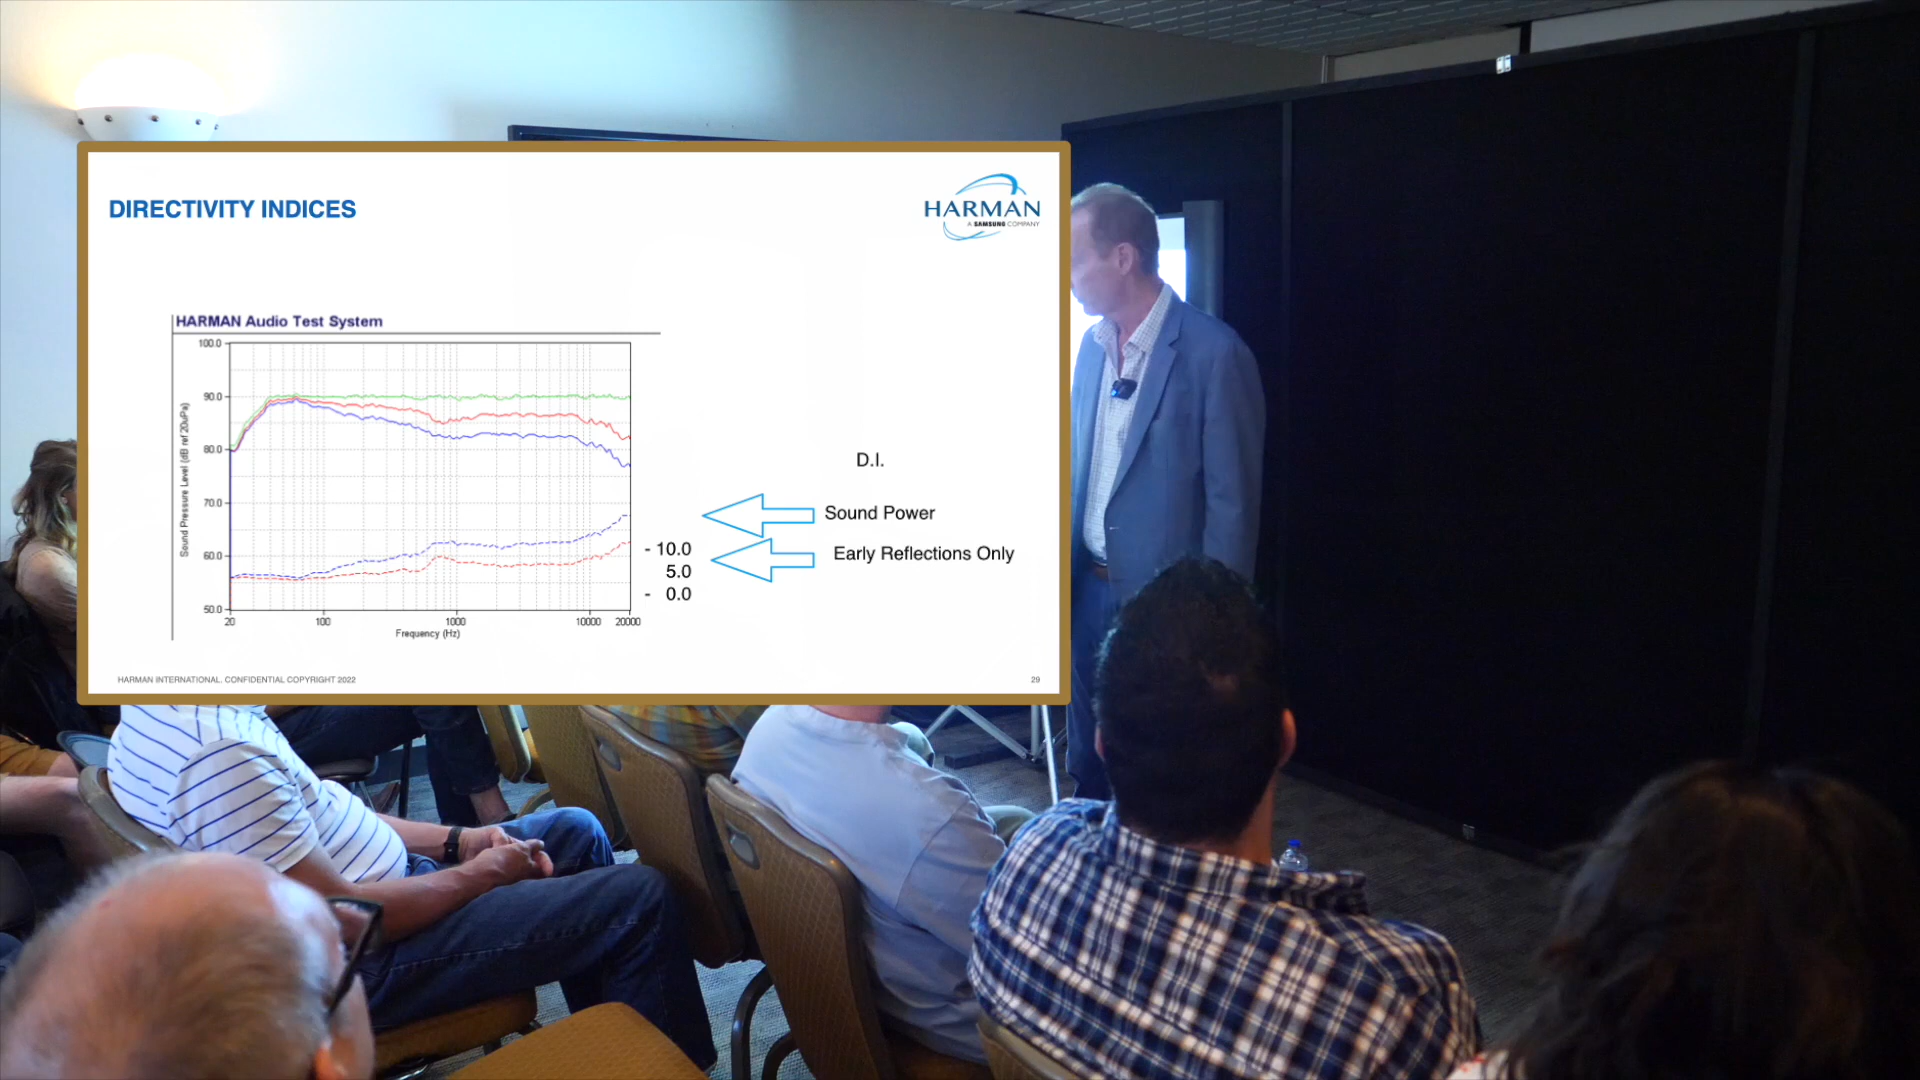 DIRECTIVITY INDICES
HARMAN
A SAMSUNG COMPANY
HARMAN Audio Test System
100.0
90.0
80.0
70.0
60.0
50.0
Sound Pressure Level (dB ref 20uPa)
20
100
1000
10000
20000
Frequency (Hz)
- 10.0
5.0
- 0.0
D.I.
Sound Power
Early Reflections Only
HARMAN INTERNATIONAL. CONFIDENTIAL COPYRIGHT 2022
29